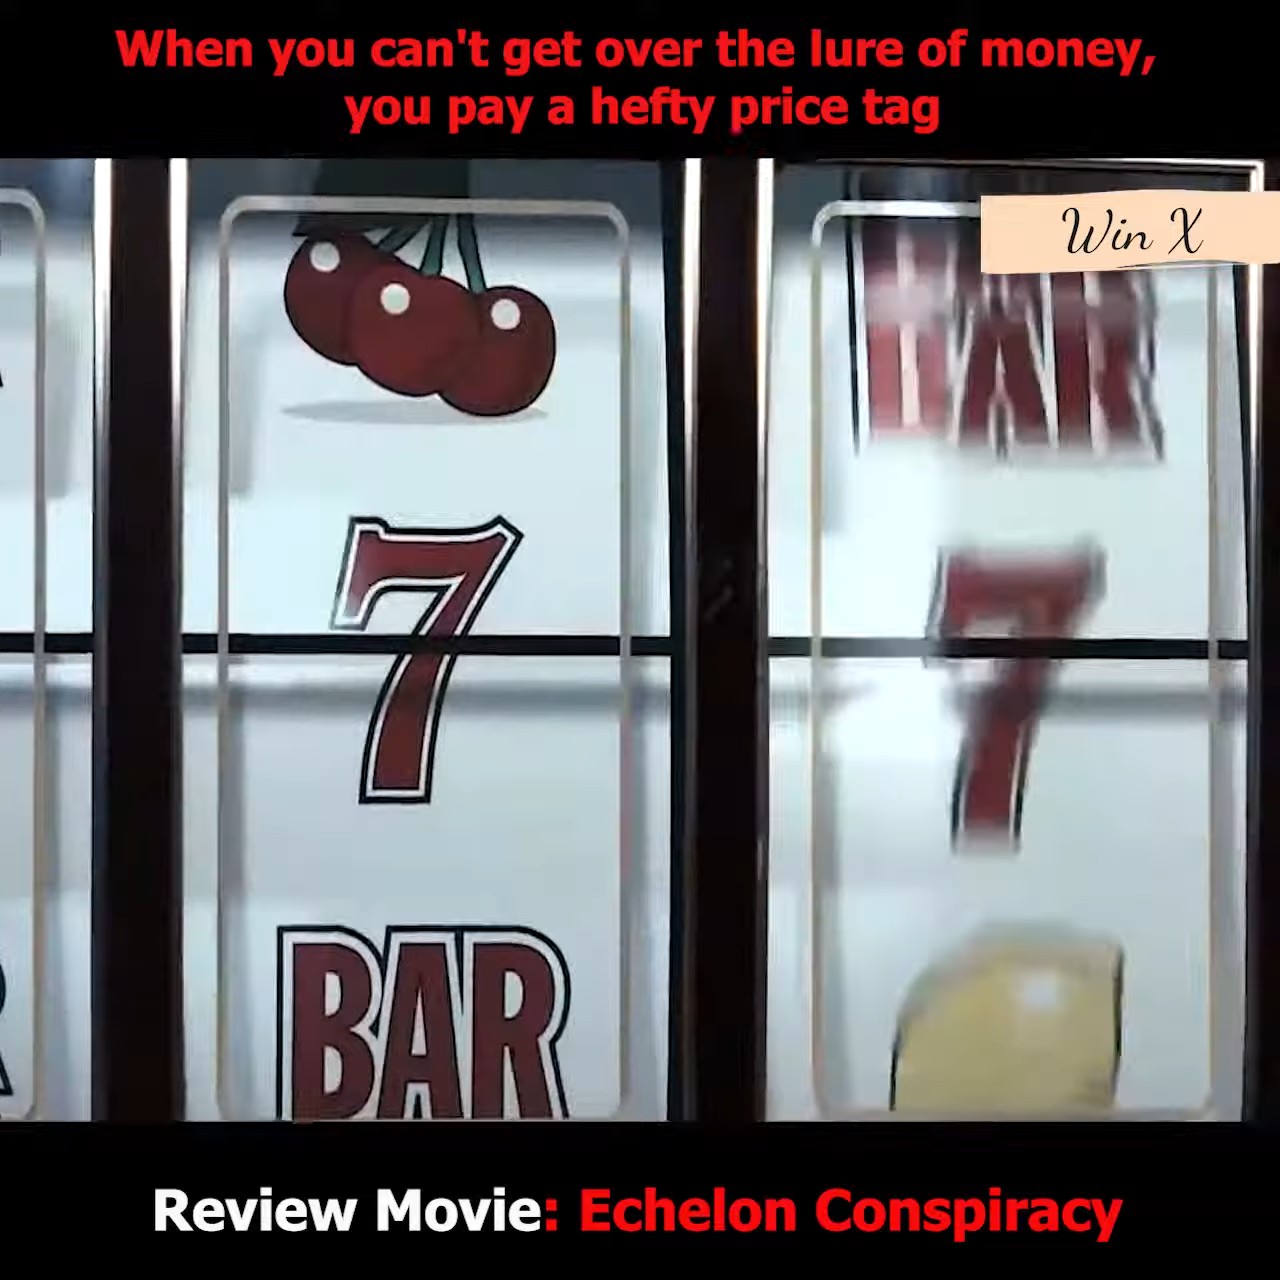 When you can't get over the lure of money,
you pay a hefty price tag
Win X
BAR
7
7
BAR
Review Movie: Echelon Conspiracy